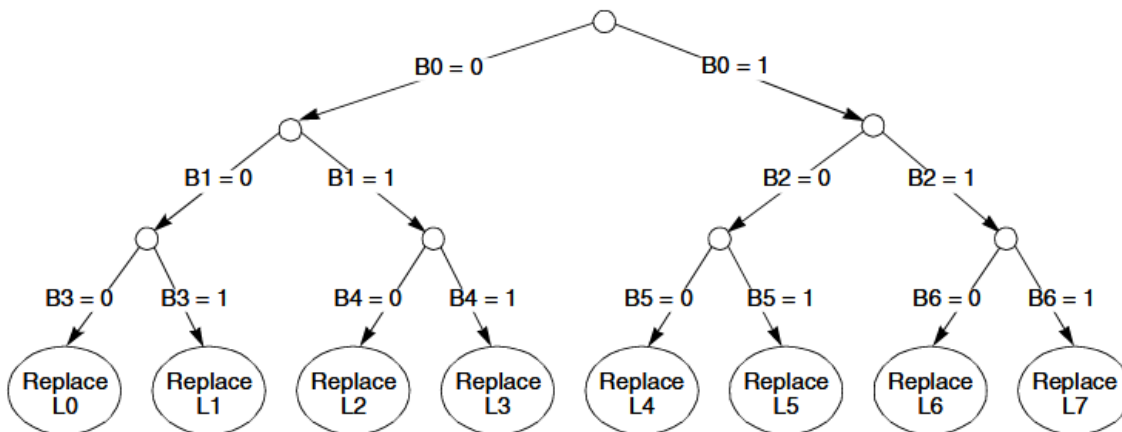 B0 = 0
B0 = 1
B1 = 0
B1 = 1
B2 = 0
B2 = 1
B3 = 0
B3 = 1
B4 = 0
B4 = 1
B5 = 0
B5 = 1
B6 = 0
B6 = 1
Replace
L0
Replace
L1
Replace
L2
Replace
L3
Replace
L4
Replace
L5
Replace
L6
Replace
L7